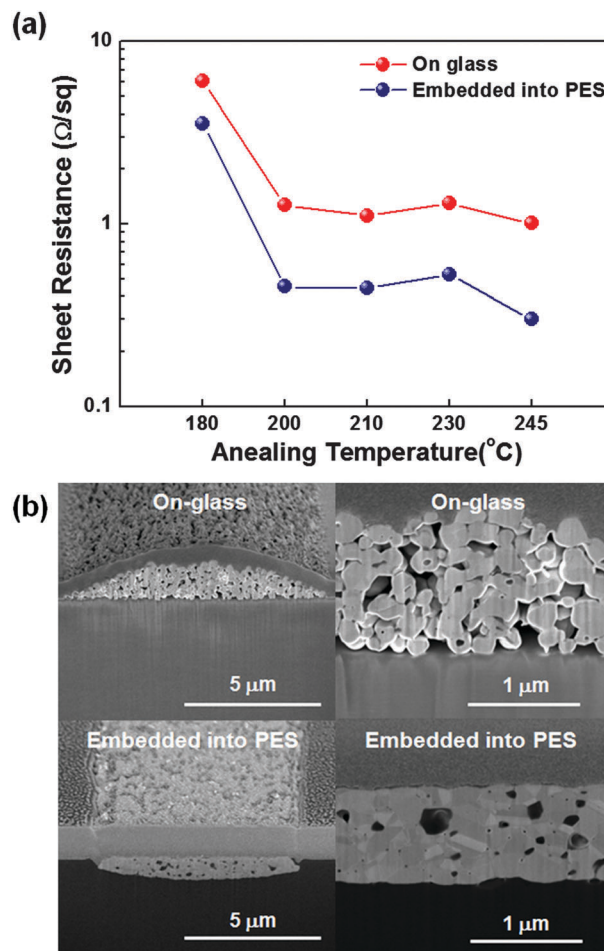 (a)
10
1
0.1
Sheet Resistance (Ω/sq)
On glass
Embedded into PES
180 200 210 230 245
Anealing Temperature(°C)
(b)
On-glass
5 μm
On-glass
1 μm
Embedded into PES
5 μm
Embedded into PES
1 μm